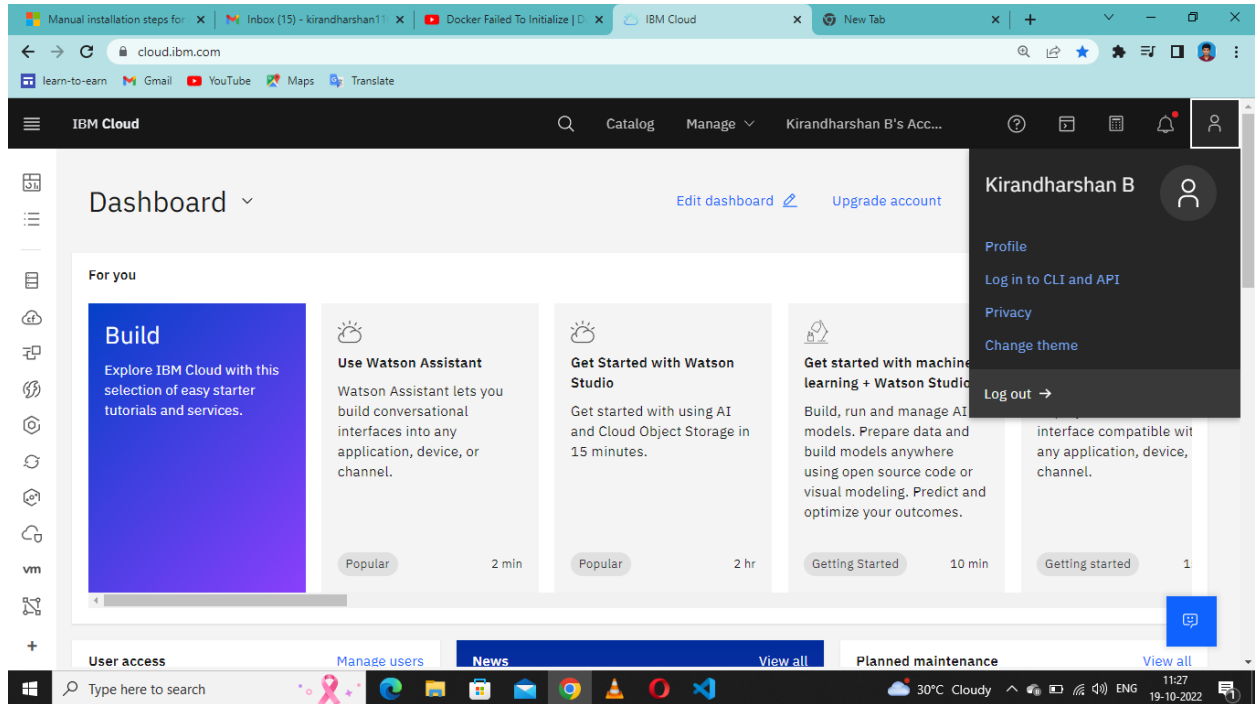 Manual installation steps for
Inbox (15) - kirandharshan11
Docker Failed To Initialize | D
IBM Cloud
New Tab
cloud.ibm.com
learn-to-earn
Gmail
YouTube
Maps
Translate
IBM Cloud
Catalog
Manage
Kirandharshan B's Acc...
Dashboard
Edit dashboard
Upgrade account
Kirandharshan B
Profile
Log in to CLI and API
Privacy
Change theme
Log out →
For you
Build
Explore IBM Cloud with this
selection of easy starter
tutorials and services.
Use Watson Assistant
Watson Assistant lets you
build conversational
interfaces into any
application, device, or
channel.
Popular
2 min
Get Started with Watson
Studio
Get started with using AI
and Cloud Object Storage in
15 minutes.
Popular
2 hr
Get started with machine
learning + Watson Studio
Build, run and manage AI
models. Prepare data and
build models anywhere
using open source code or
visual modeling. Predict and
optimize your outcomes.
Getting Started
10 min
interface compatible wit
any application, device,
channel.
Getting started
1
cf
vm
User access
Manage users
News
View all
Planned maintenance
View all
Type here to search
30°C Cloudy
ENG
11:27
19-10-2022
1